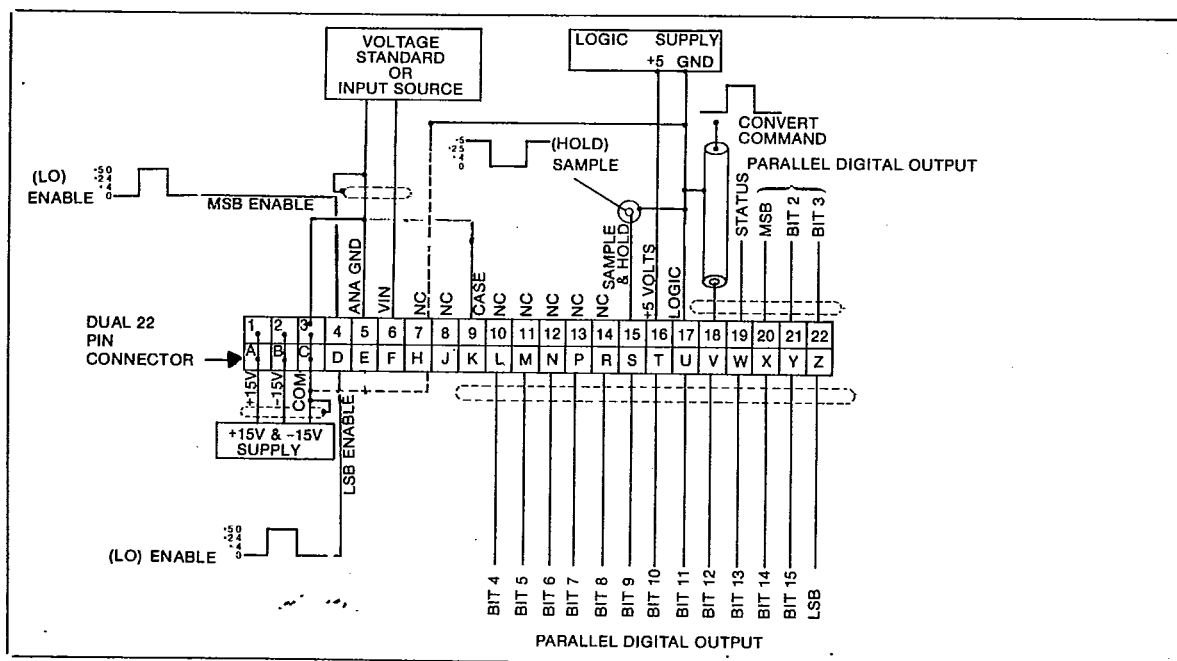 VOLTAGE
STANDARD
OR
INPUT SOURCE
LOGIC SUPPLY
+5 GND
CONVERT
COMMAND
(HOLD)
SAMPLE
PARALLEL DIGITAL OUTPUT
(LO)
ENABLE
MSB ENABLE
ANA GND
VIN
NC
NC
CASE
NC
NC
NC
NC
NC
SAMPLE
& HOLD
+5 VOLTS
LOGIC
STATUS
MSB
BIT 2
BIT 3
DUAL 22
PIN
CONNECTOR
1 2 3 4 5 6 7 8 9 10 11 12 13 14 15 16 17 18 19 20 21 22
A B C D E F H J K L M N P R S T U V W X Y Z
+15V
-15V
COM
+15V & -15V
SUPPLY
LSB ENABLE
(LO) ENABLE
BIT 4
BIT 5
BIT 6
BIT 7
BIT 8
BIT 9
BIT 10
BIT 11
BIT 12
BIT 13
BIT 14
BIT 15
LSB
PARALLEL DIGITAL OUTPUT